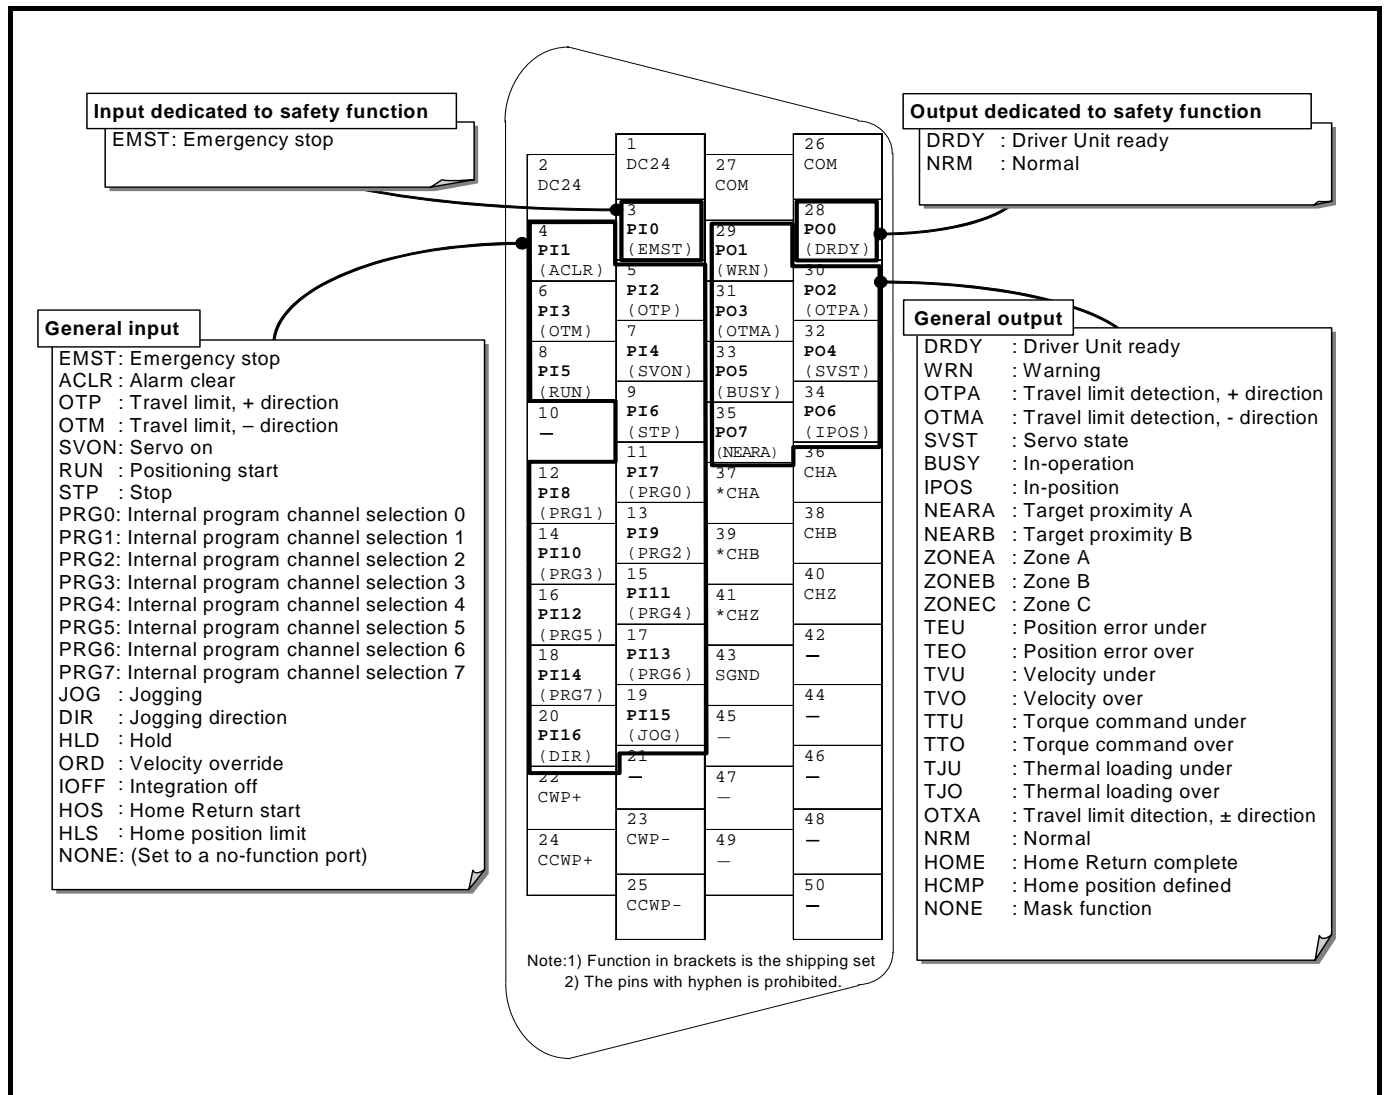 Input dedicated to safety function
EMST: Emergency stop
Output dedicated to safety function
DRDY : Driver Unit ready
NRM : Normal
General input
EMST: Emergency stop
ACLR : Alarm clear
OTP : Travel limit, + direction
OTM : Travel limit, – direction
SVON: Servo on
RUN : Positioning start
STP : Stop
PRG0: Internal program channel selection 0
PRG1: Internal program channel selection 1
PRG2: Internal program channel selection 2
PRG3: Internal program channel selection 3
PRG4: Internal program channel selection 4
PRG5: Internal program channel selection 5
PRG6: Internal program channel selection 6
PRG7: Internal program channel selection 7
JOG : Jogging
DIR : Jogging direction
HLD : Hold
ORD : Velocity override
IOFF : Integration off
HOS : Home Return start
HLS : Home position limit
NONE: (Set to a no-function port)
2
DC24
4
PI1
(ACLR)
6
PI3
(OTM)
8
PI5
(RUN)
10
—
12
PI8
(PRG1)
14
PI10
(PRG3)
16
PI12
(PRG5)
18
PI14
(PRG7)
20
PI16
(DIR)
22
CWP+
24
CCWP+
1
DC24
3
PI0
(EMST)
5
PI2
(OTP)
7
PI4
(SVON)
9
PI6
(STP)
11
PI7
(PRG0)
13
PI9
(PRG2)
15
PI11
(PRG4)
17
PI13
(PRG6)
19
PI15
(JOG)
21
—
23
CWP-
25
CCWP-
27
COM
29
PO1
(WRN)
31
PO3
(OTMA)
33
PO5
(BUSY)
35
PO7
(NEARA)
37
*CHA
39
*CHB
41
*CHZ
43
SGND
45
—
47
—
49
—
26
COM
28
PO0
(DRDY)
30
PO2
(OTPA)
32
PO4
(SVST)
34
PO6
(IPOS)
36
CHA
38
CHB
40
CHZ
42
—
44
—
46
—
48
—
50
—
General output
DRDY : Driver Unit ready
WRN : Warning
OTPA : Travel limit detection, + direction
OTMA : Travel limit detection, - direction
SVST : Servo state
BUSY : In-operation
IPOS : In-position
NEARA : Target proximity A
NEARB : Target proximity B
ZONEA : Zone A
ZONEB : Zone B
ZONEC : Zone C
TEU : Position error under
TEO : Position error over
TVU : Velocity under
TVO : Velocity over
TTU : Torque command under
TTO : Torque command over
TJU : Thermal loading under
TJO : Thermal loading over
OTXA : Travel limit ditection, ± direction
NRM : Normal
HOME : Home Return complete
HCMP : Home position defined
NONE : Mask function
Note:1) Function in brackets is the shipping set
2) The pins with hyphen is prohibited.